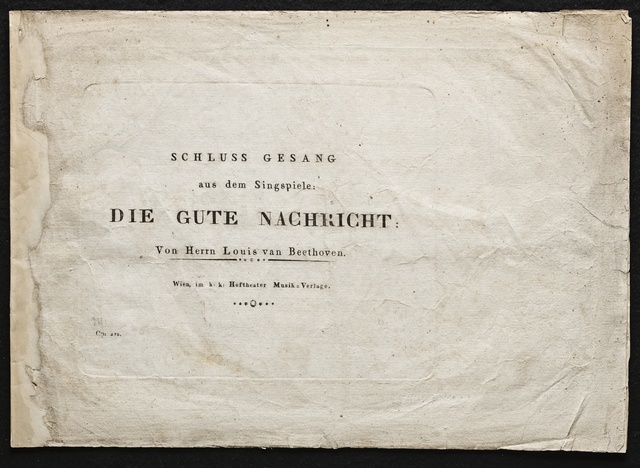 SCHLUSS GESANG
aus dem Singspiele:
DIE GUTE NACHRICHT:
Von Herrn Louis van Beethoven.
Wien, im k: k: Hoftheater Musik=Verlage.